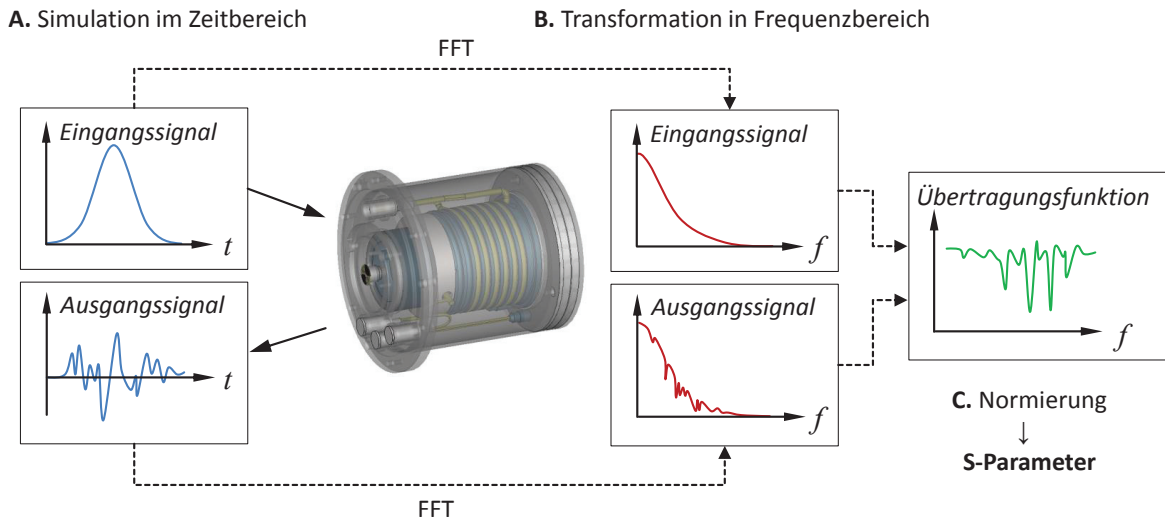 A. Simulation im Zeitbereich
B. Transformation in Frequenzbereich
FFT
Eingangssignal
t
Eingangssignal
f
Übertragungsfunktion
f
Ausgangssignal
t
Ausgangssignal
f
C. Normierung
↓
S-Parameter
FFT